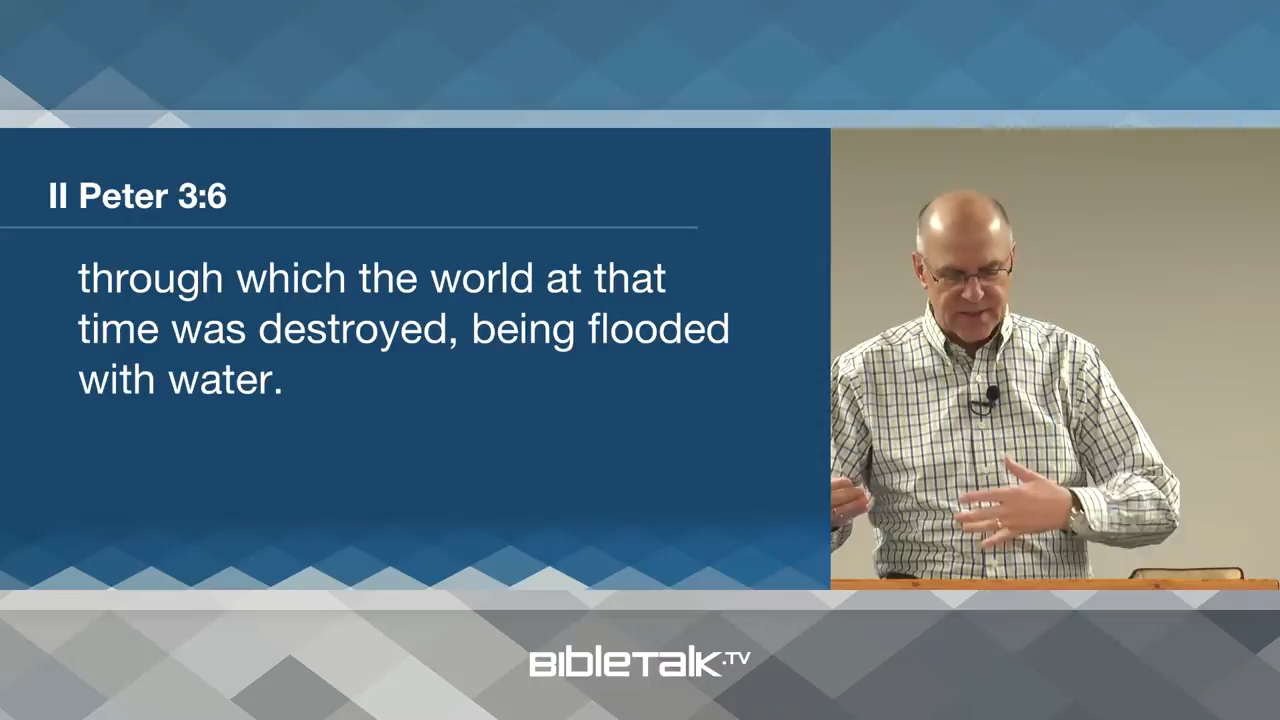 II Peter 3:6
through which the world at that
time was destroyed, being flooded
with water.
BibleTalk.TV